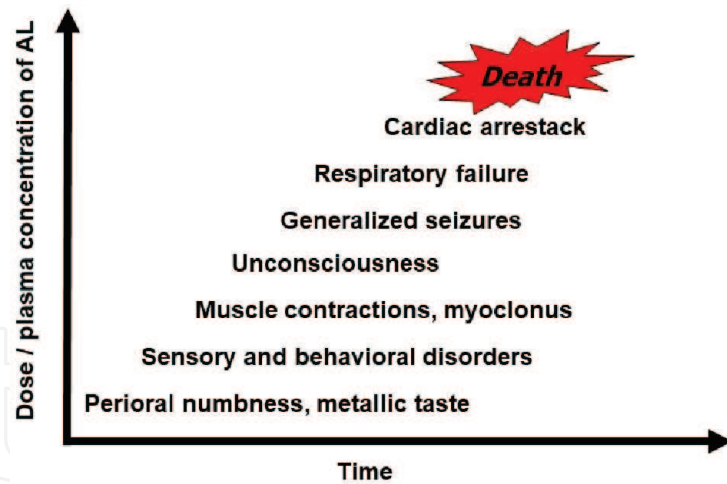 Dose / plasma concentration of AL
Death
Cardiac arrestack
Respiratory failure
Generalized seizures
Unconsciousness
Muscle contractions, myoclonus
Sensory and behavioral disorders
Perioral numbness, metallic taste
Time